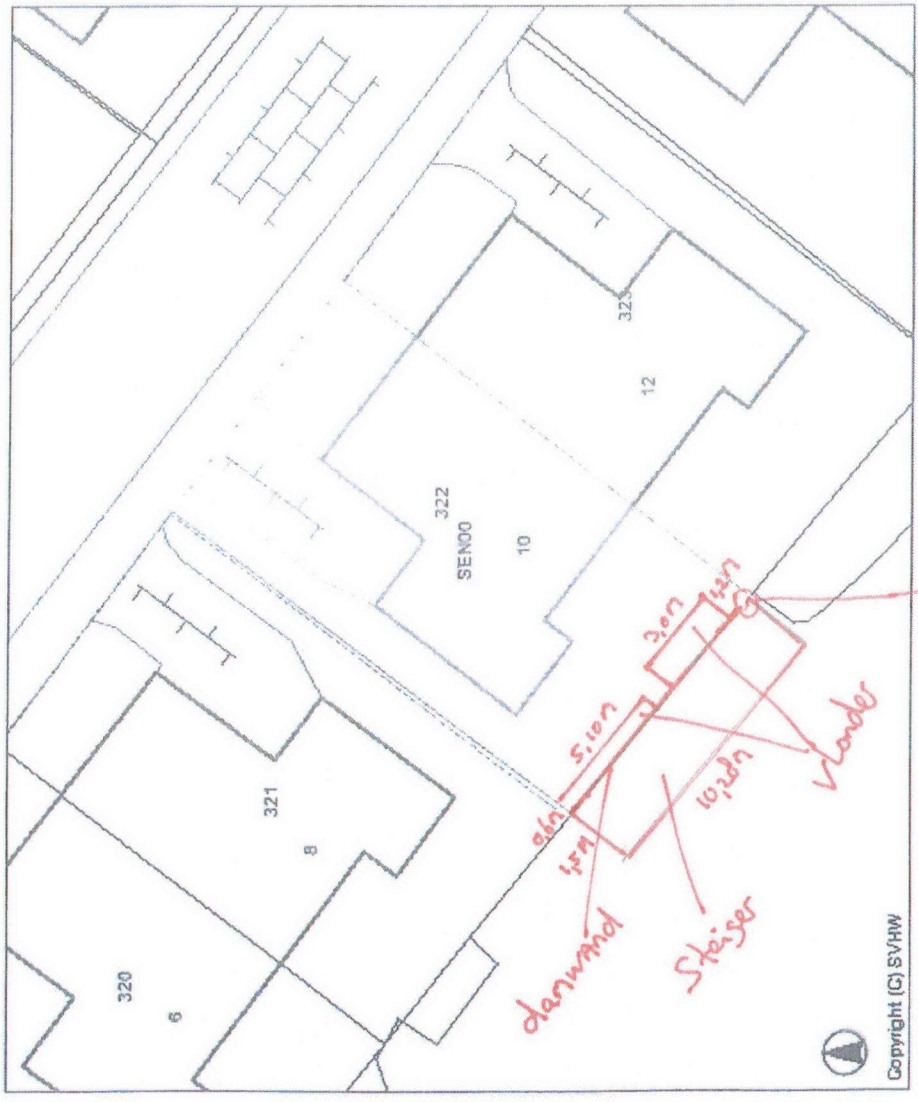 323
12
322
SEN00
10
321
8
320
6
1,2m
3,0m
5,10m
0,6m
1,5m
10,28m
Vlonder
damwand
Steiger
Copyright (C) SVHW